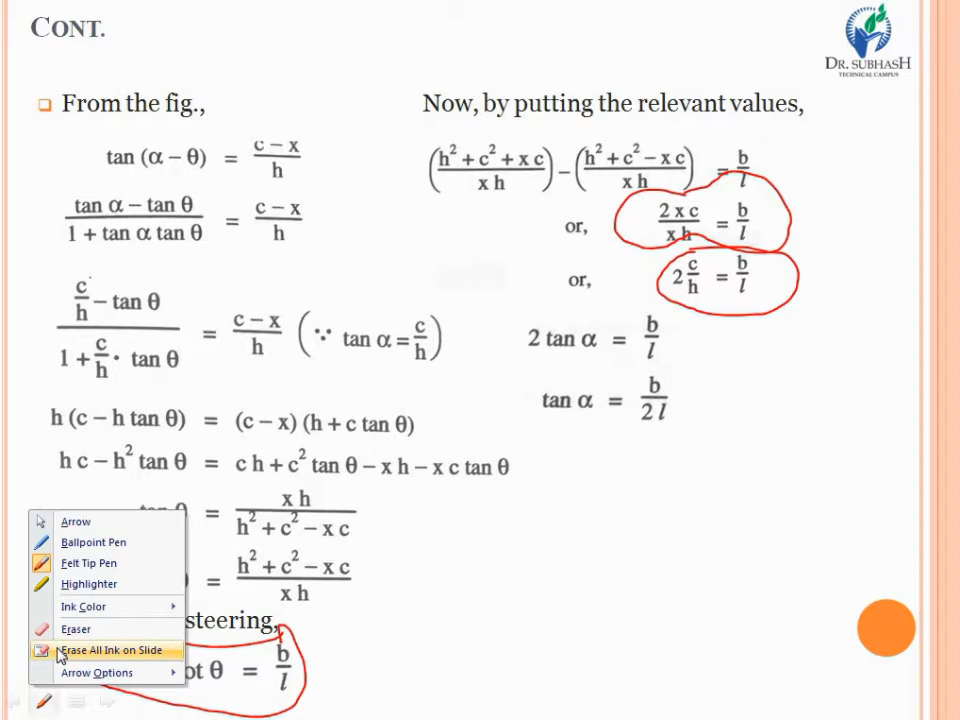 CONT.
DR. SUBHASH
TECHNICAL CAMPUS
From the fig.,
tan (α – θ) = (c – x) / h
(tan α – tan θ) / (1 + tan α tan θ) = (c – x) / h
(c/h – tan θ) / (1 + c/h · tan θ) = (c – x) / h (∵ tan α = c/h)
h (c – h tan θ) = (c – x) (h + c tan θ)
h c – h² tan θ = c h + c² tan θ – x h – x c tan θ
= x h / (h² + c² – x c)
= (h² + c² – x c) / x h
steering,
ot θ = b / l
Now, by putting the relevant values,
((h² + c² + x c) / x h) – ((h² + c² – x c) / x h) = b / l
or, 2 x c / x h = b / l
or, 2 c/h = b / l
2 tan α = b / l
tan α = b / 2 l
Arrow
Ballpoint Pen
Felt Tip Pen
Highlighter
Ink Color
Eraser
Erase All Ink on Slide
Arrow Options